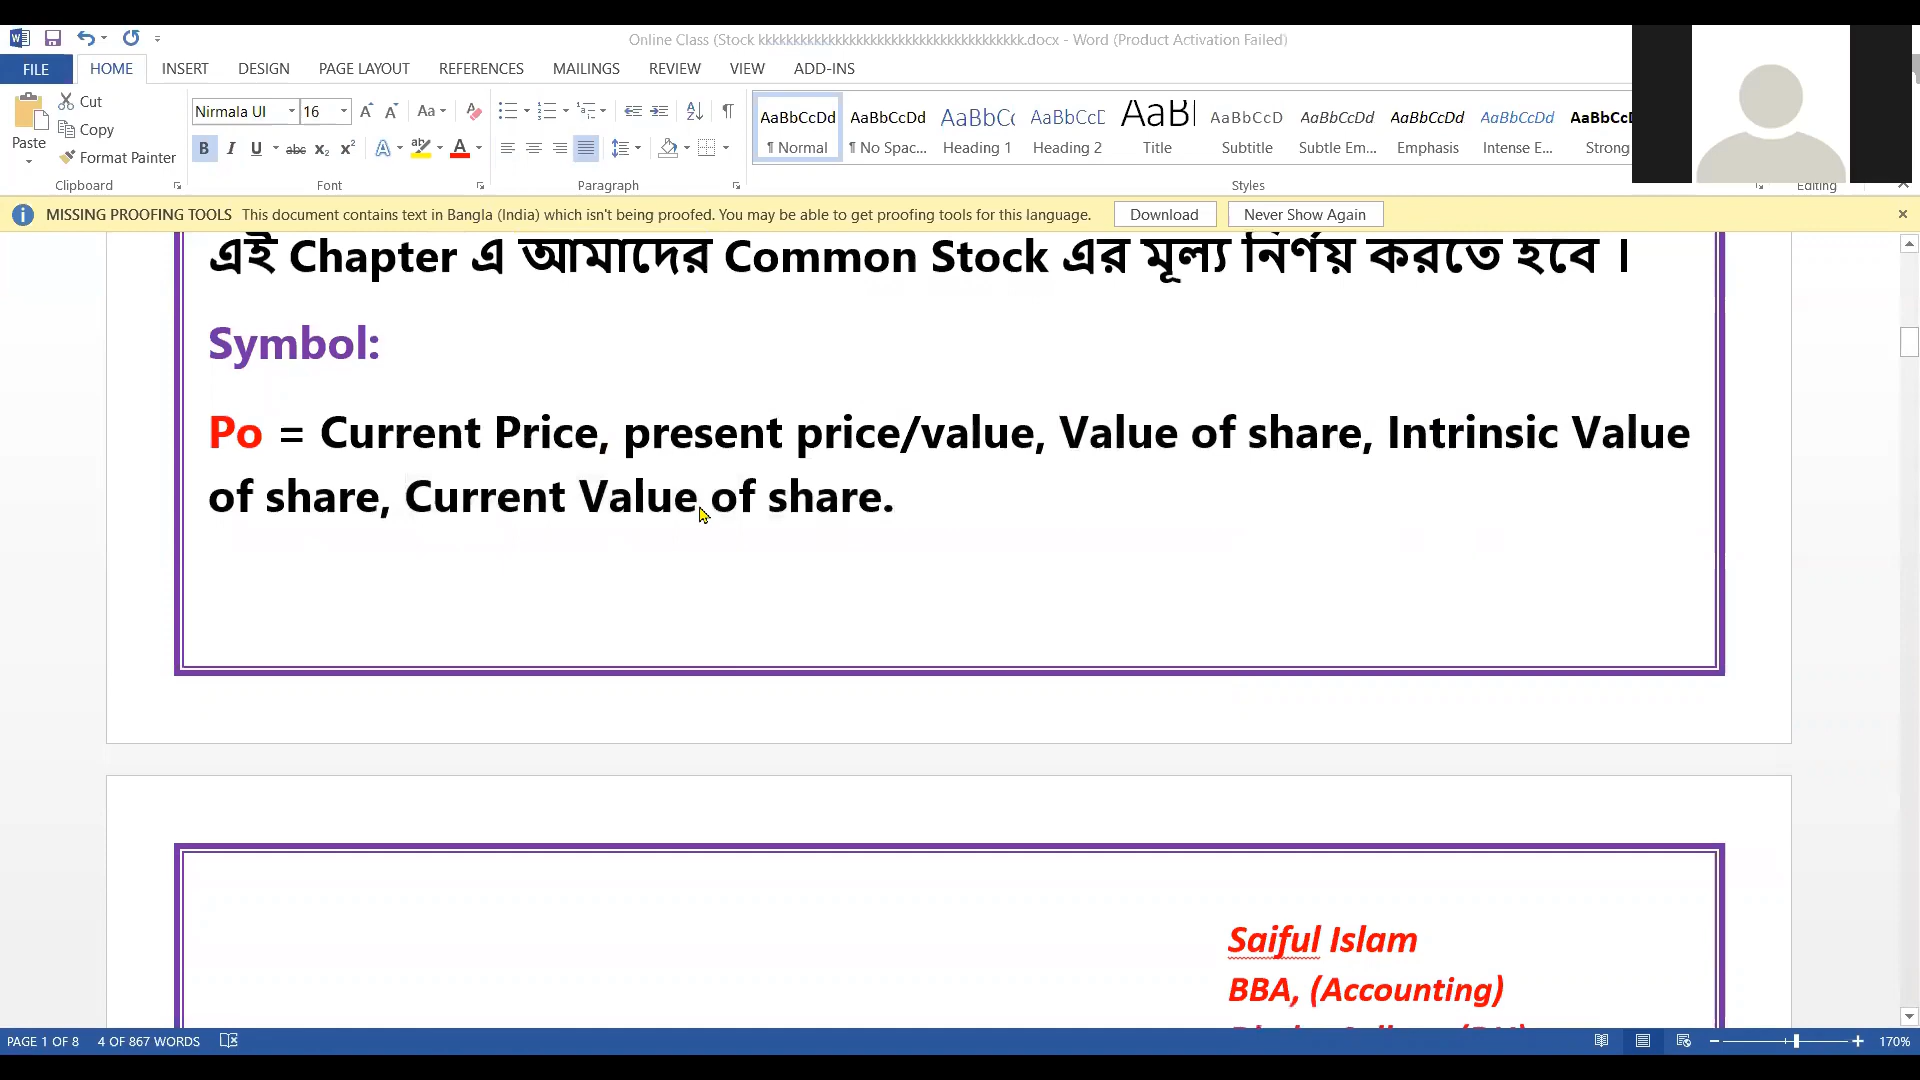 Online Class (Stock kkkkkkkkkkkkkkkkkkkkkkkkkkkkkkkkkkkkkk.docx - Word (Product Activation Failed)
FILE HOME INSERT DESIGN PAGE LAYOUT REFERENCES MAILINGS REVIEW VIEW ADD-INS
Paste Cut Copy Format Painter
Nirmala UI 16
AaBbCcDd AaBbCcDd AaBbC AaBbCcD AaB AaBbCcD AaBbCcDd AaBbCcDd AaBbCcDd AaBbCcD
¶ Normal ¶ No Spac... Heading 1 Heading 2 Title Subtitle Subtle Em... Emphasis Intense E... Strong
Clipboard Font Paragraph Styles Editing
MISSING PROOFING TOOLS This document contains text in Bangla (India) which isn't being proofed. You may be able to get proofing tools for this language. Download Never Show Again
এই Chapter এ আমাদের Common Stock এর মূল্য নির্ণয় করতে হবে ।
Symbol:
Po = Current Price, present price/value, Value of share, Intrinsic Value
of share, Current Value of share.
Saiful Islam
BBA, (Accounting)
PAGE 1 OF 8 4 OF 867 WORDS 170%